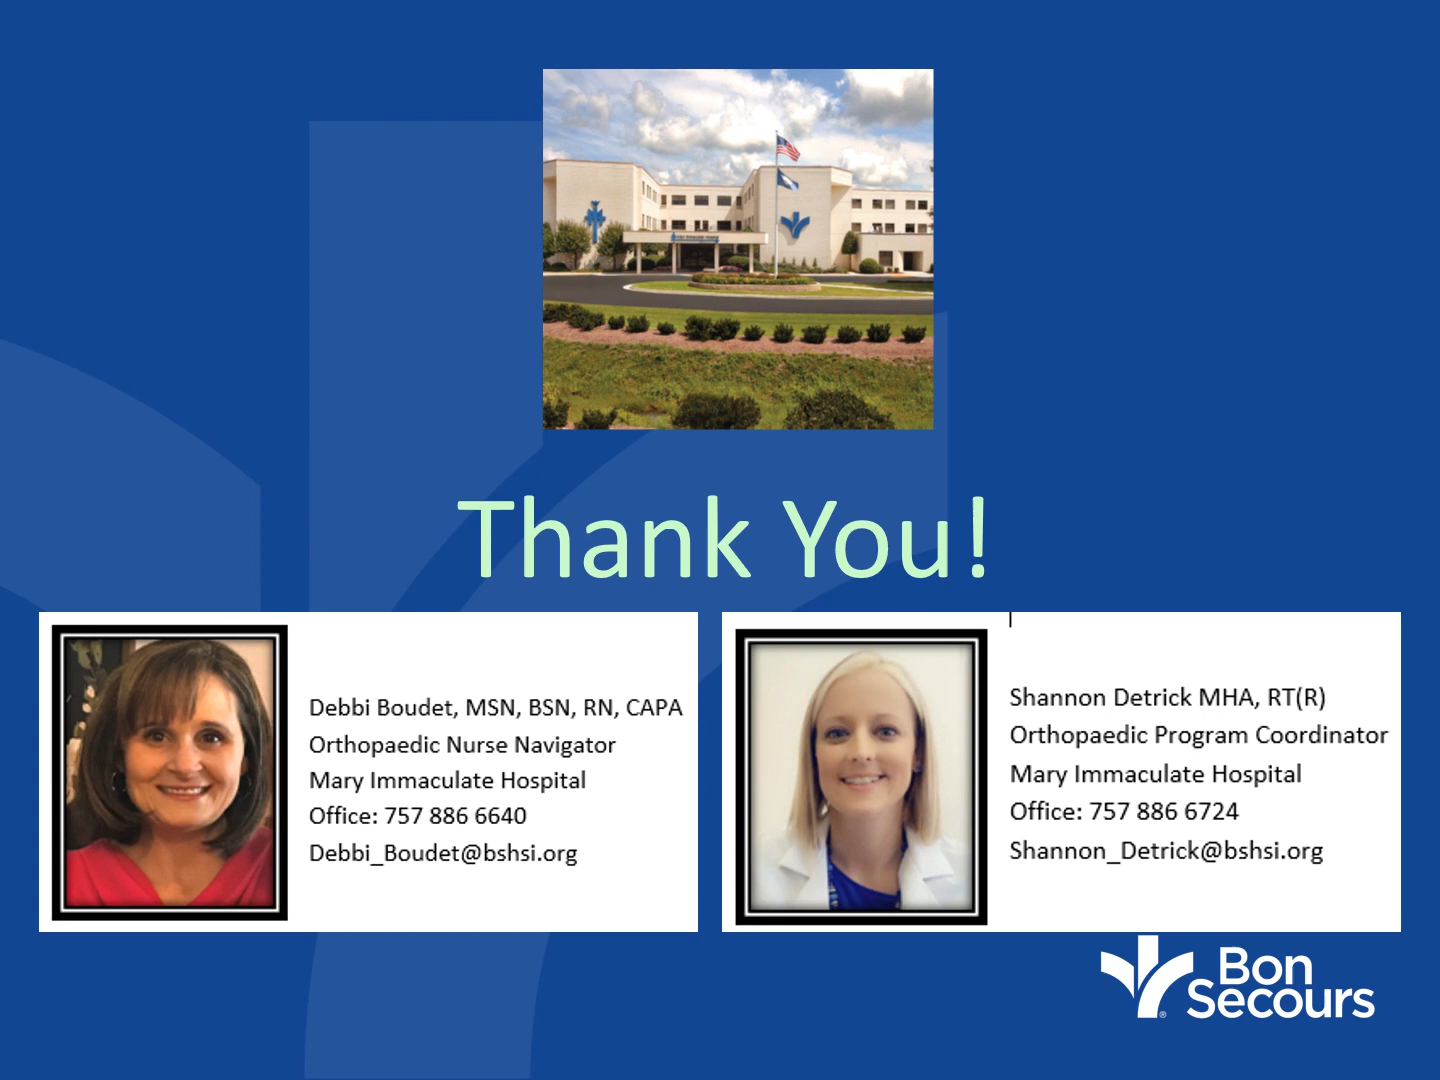 Thank You!
Debbi Boudet, MSN, BSN, RN, CAPA
Orthopaedic Nurse Navigator
Mary Immaculate Hospital
Office: 757 886 6640
Debbi_Boudet@bshsi.org
Shannon Detrick MHA, RT(R)
Orthopaedic Program Coordinator
Mary Immaculate Hospital
Office: 757 886 6724
Shannon_Detrick@bshsi.org
Bon
Secours
®